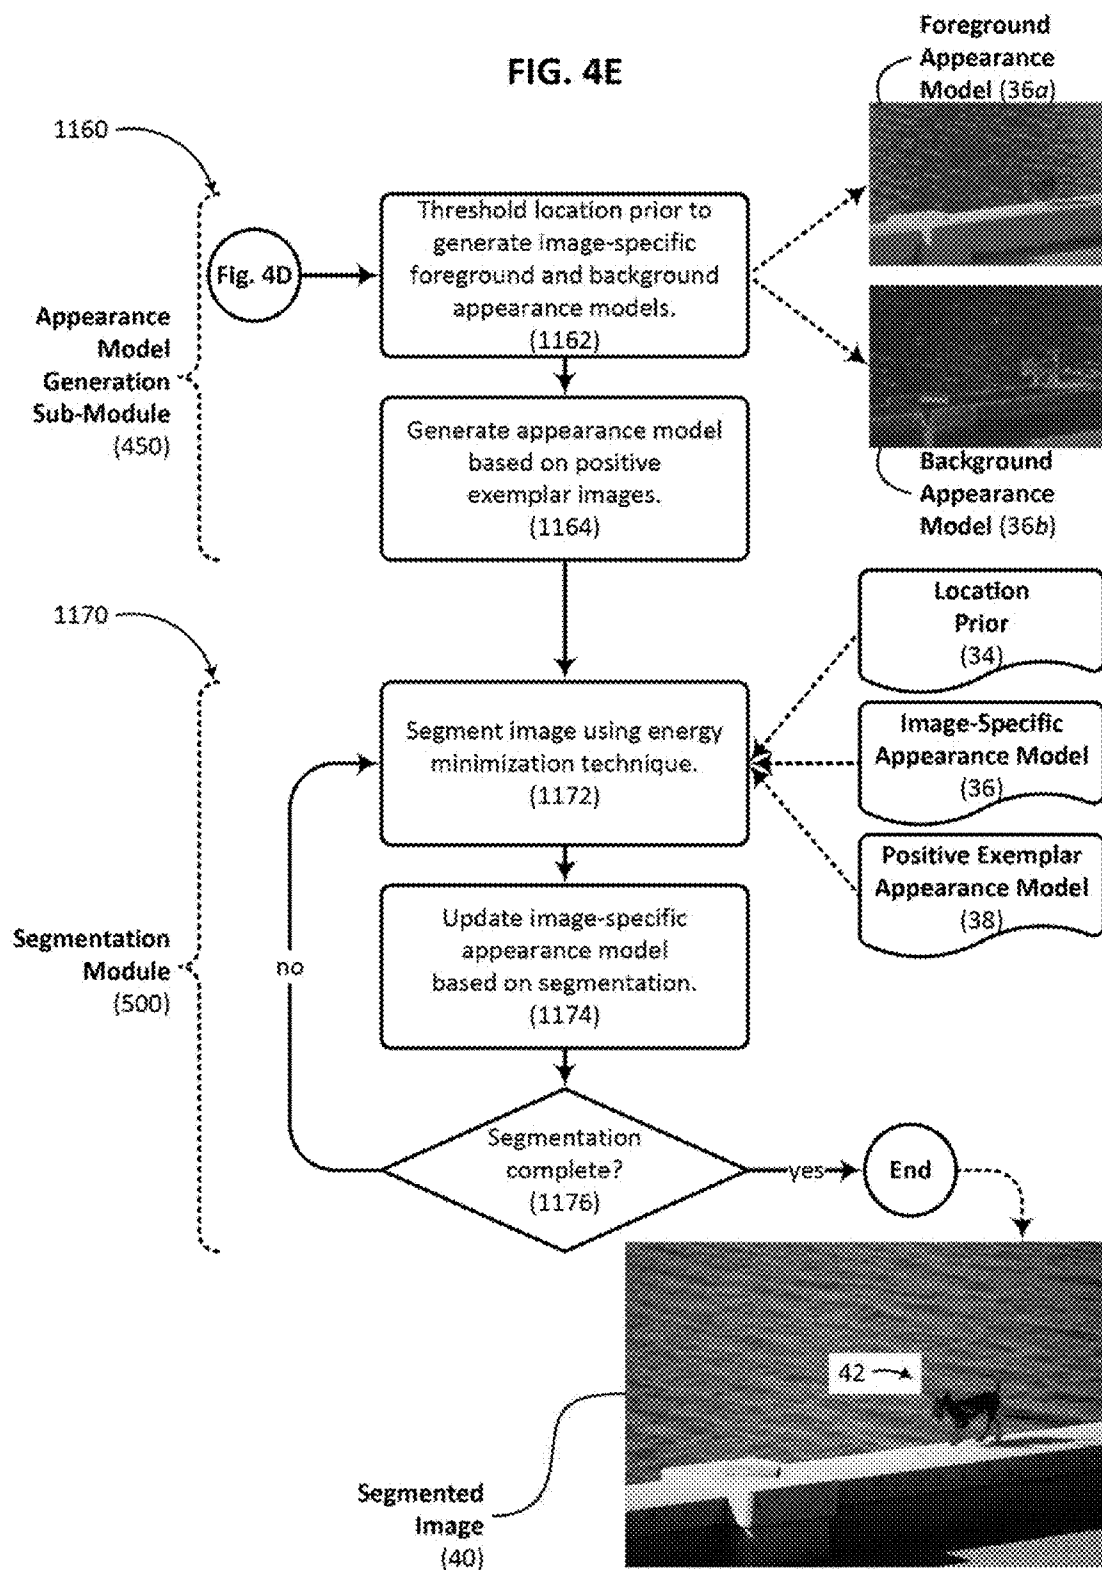 FIG. 4E
Foreground
Appearance
Model (36a)
1160
Fig. 4D
Threshold location prior to
generate image-specific
foreground and background
appearance models.
(1162)
Appearance
Model
Generation
Sub-Module
(450)
Generate appearance model
based on positive
exemplar images.
(1164)
Background
Appearance
Model (36b)
1170
Location
Prior
(34)
Segment image using energy
minimization technique.
(1172)
Image-Specific
Appearance Model
(36)
Positive Exemplar
Appearance Model
(38)
Segmentation
Module
(500)
no
Update image-specific
appearance model
based on segmentation.
(1174)
Segmentation
complete?
(1176)
yes
End
42
Segmented
Image
(40)